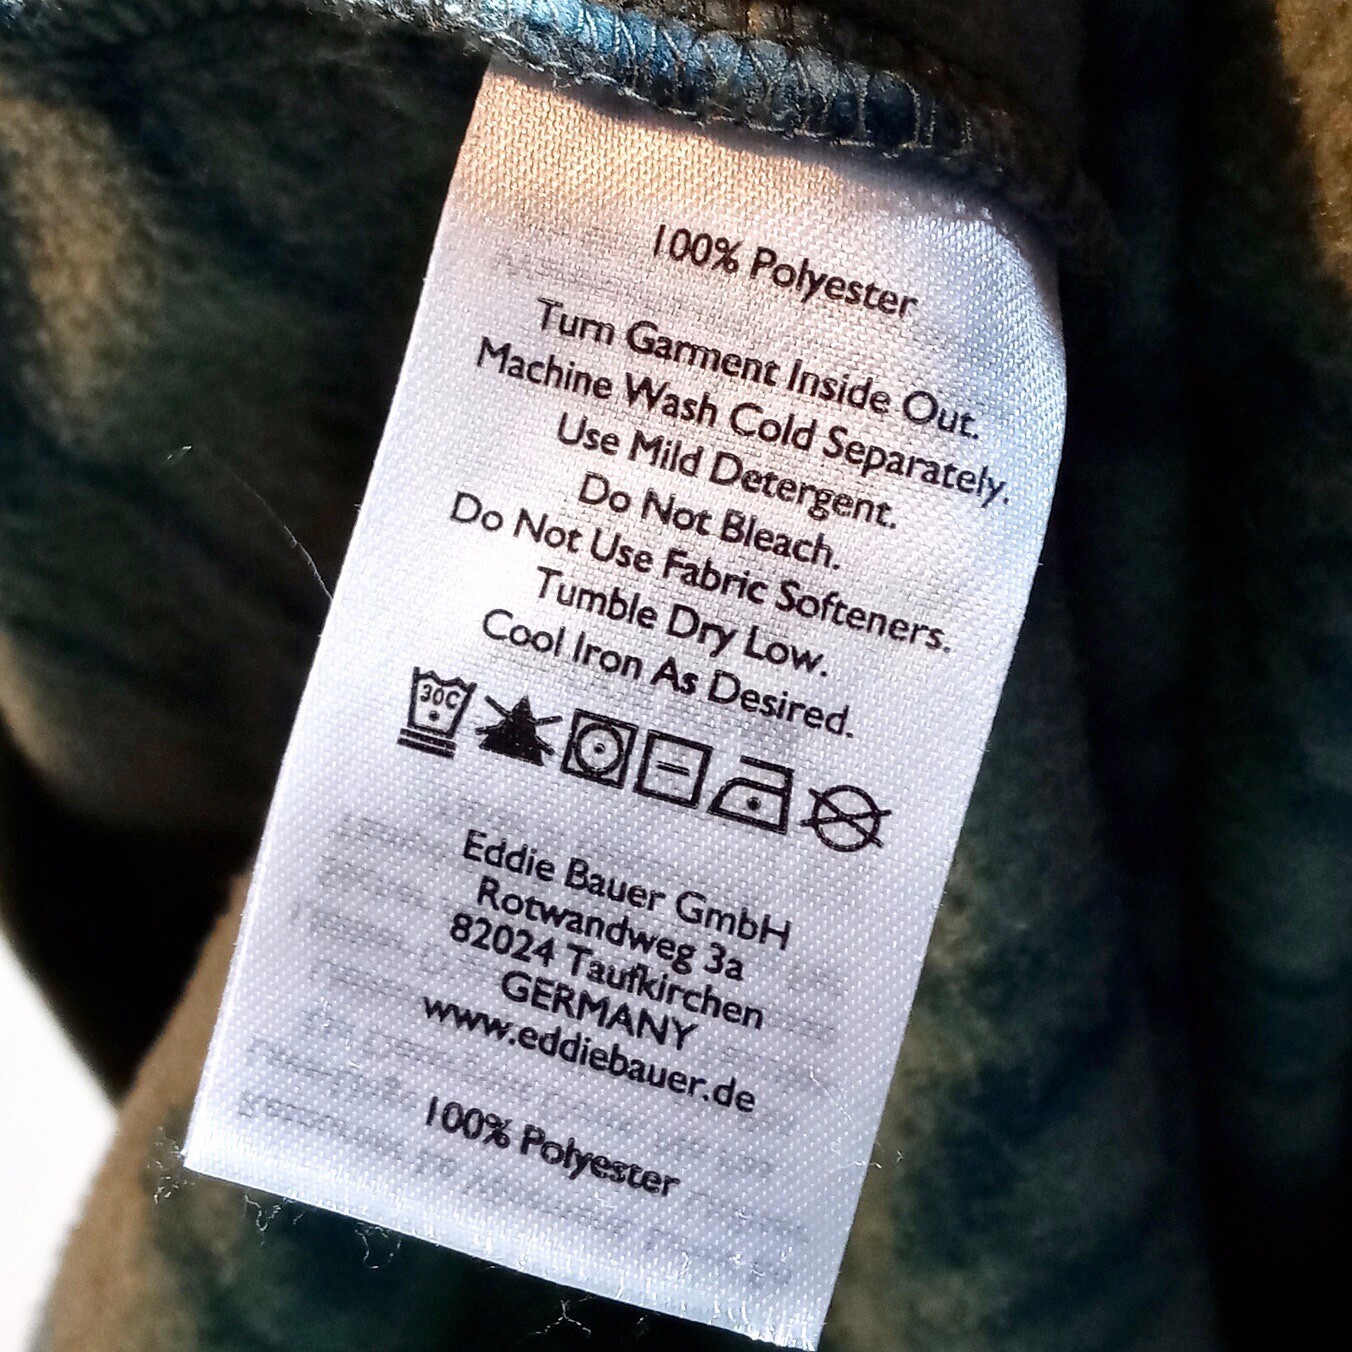 100% Polyester
Turn Garment Inside Out.
Machine Wash Cold Separately.
Use Mild Detergent.
Do Not Bleach.
Do Not Use Fabric Softeners.
Tumble Dry Low.
Cool Iron As Desired.
30C
Eddie Bauer GmbH
Rotwandweg 3a
82024 Taufkirchen
GERMANY
www.eddiebauer.de
100% Polyester